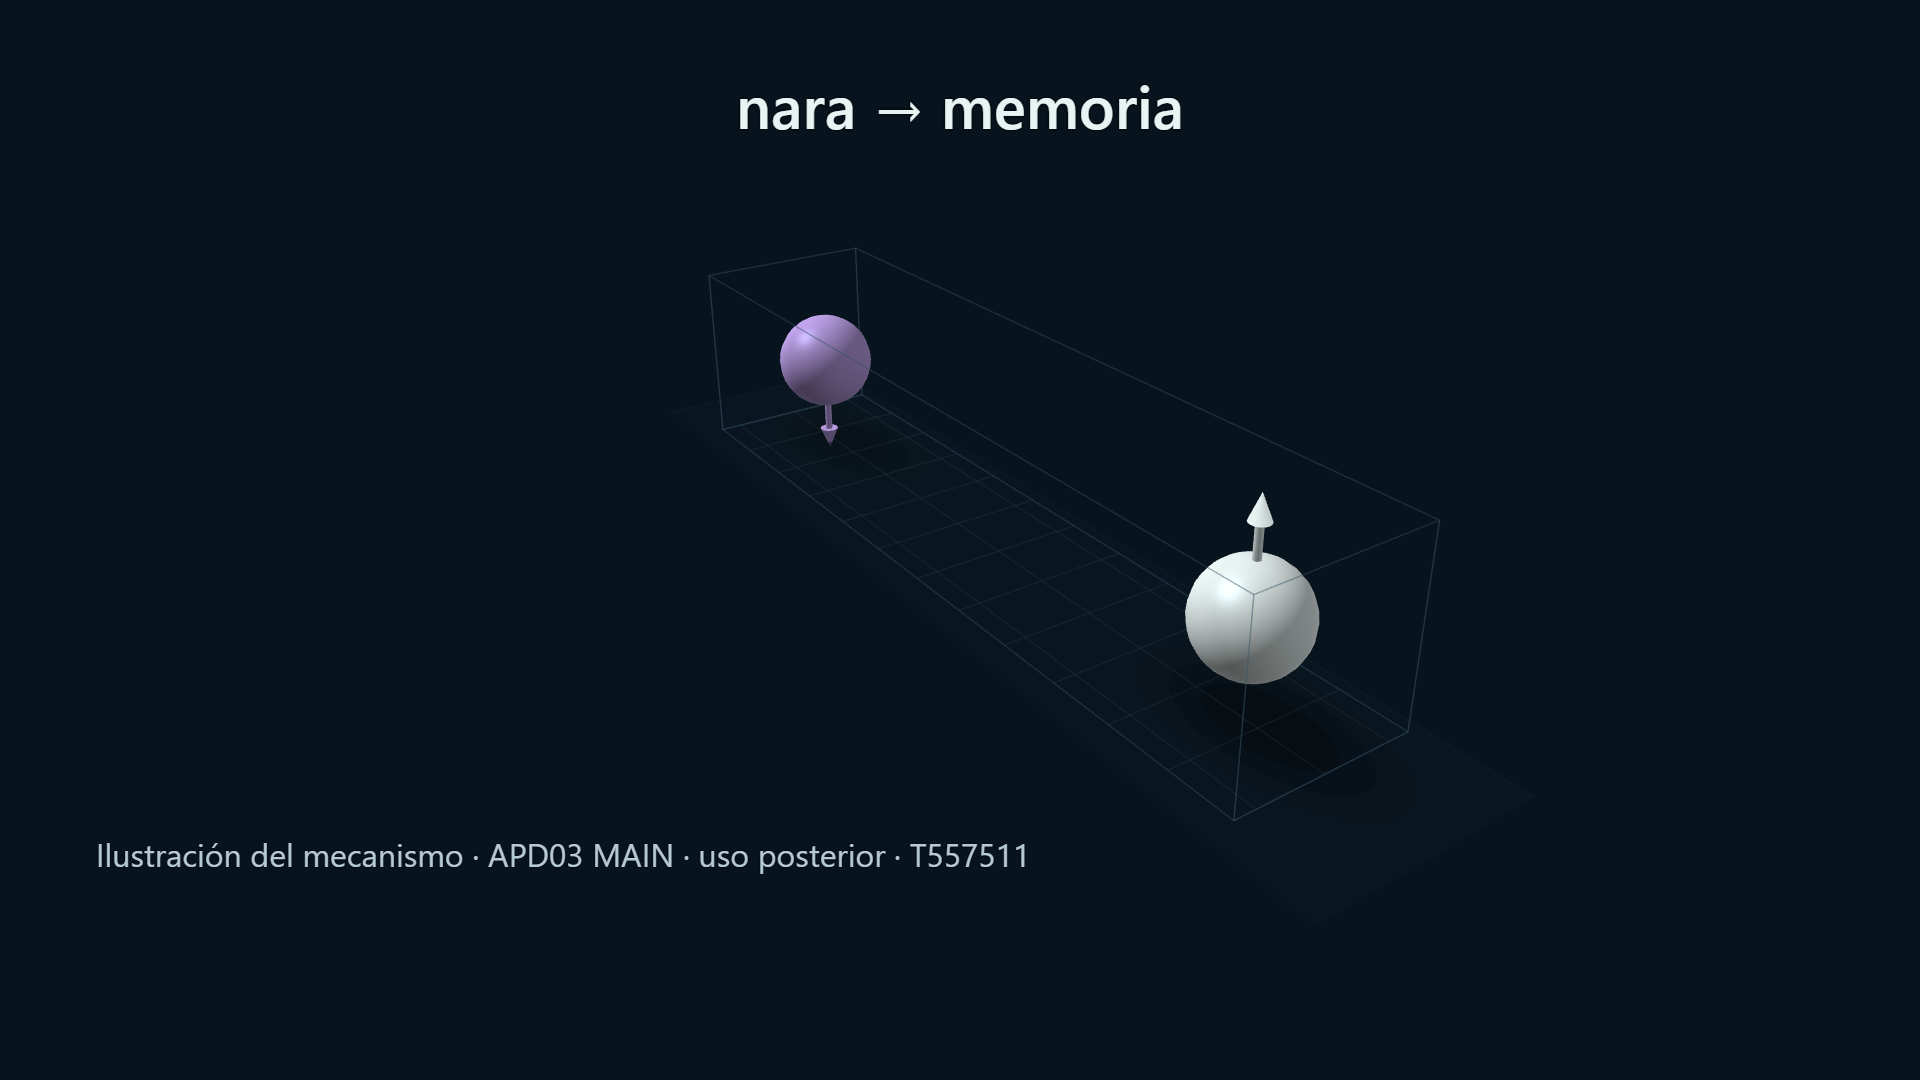 nara → memoria
Ilustración del mecanismo · APD03 MAIN · uso posterior · T557511